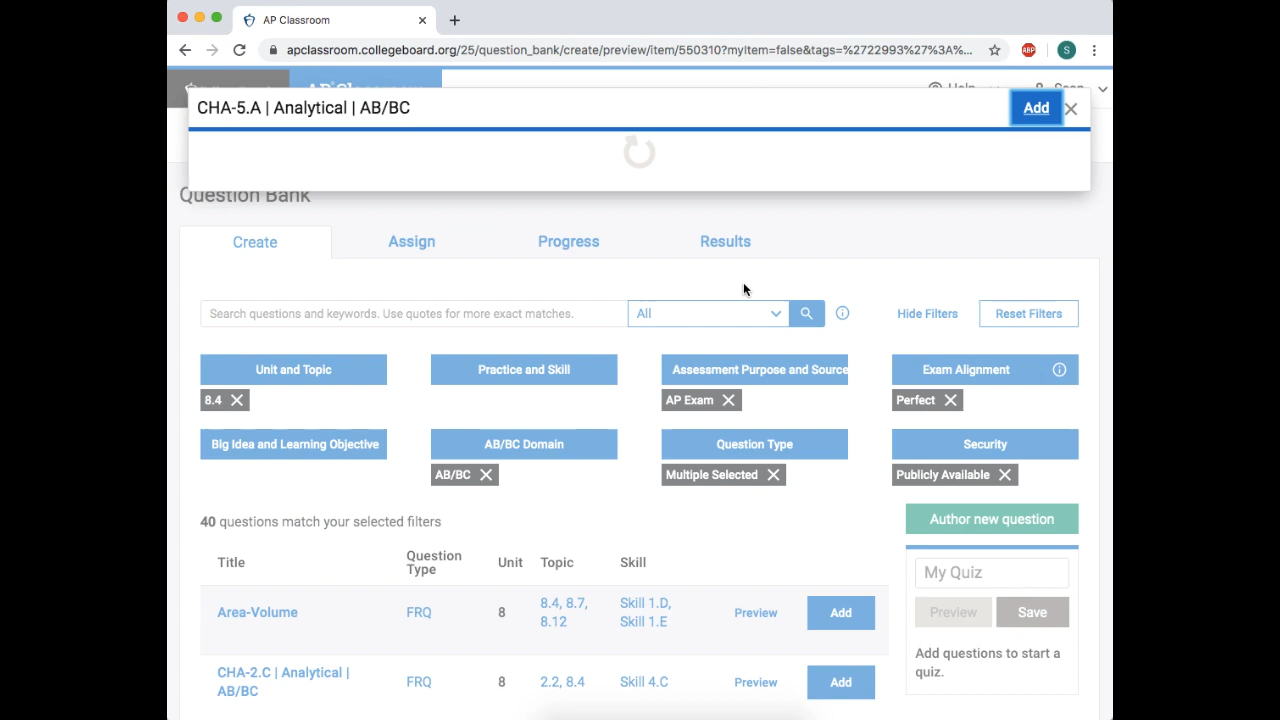 AP Classroom
apclassroom.collegeboard.org/25/question_bank/create/preview/item/550310?myItem=false&tags=%2722993%27%3A%...
ABP
S
CHA-5.A | Analytical | AB/BC
Add
Question Bank
Create
Assign
Progress
Results
Search questions and keywords. Use quotes for more exact matches.
All
Hide Filters
Reset Filters
Unit and Topic
Practice and Skill
Assessment Purpose and Source
Exam Alignment
8.4
AP Exam
Perfect
Big Idea and Learning Objective
AB/BC Domain
Question Type
Security
AB/BC
Multiple Selected
Publicly Available
40 questions match your selected filters
Author new question
Title
Question
Type
Unit
Topic
Skill
My Quiz
Area-Volume
FRQ
8
8.4, 8.7,
8.12
Skill 1.D,
Skill 1.E
Preview
Add
Preview
Save
Add questions to start a
quiz.
CHA-2.C | Analytical |
AB/BC
FRQ
8
2.2, 8.4
Skill 4.C
Preview
Add